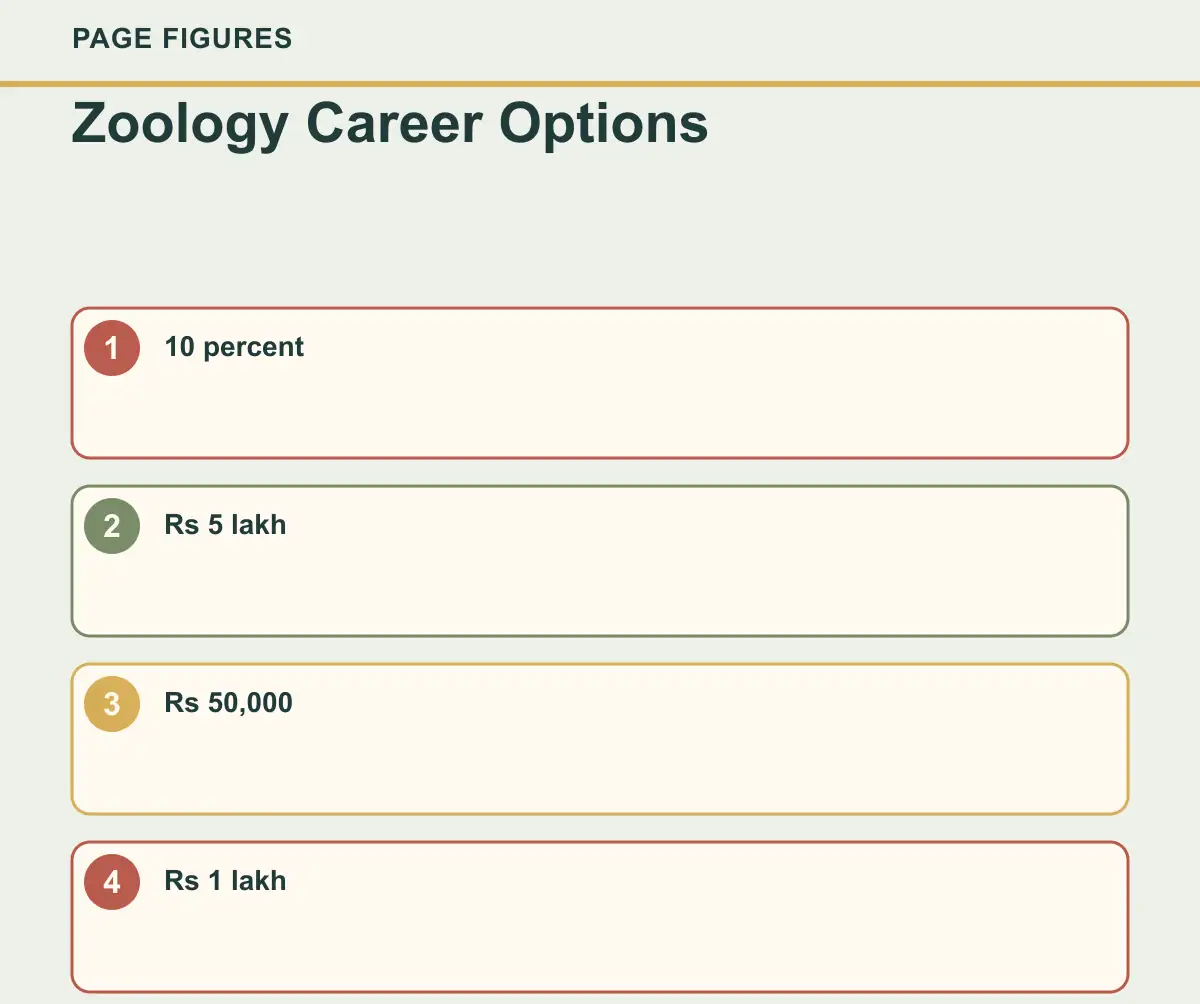 PAGE FIGURES
Zoology Career Options
1 10 percent
2 Rs 5 lakh
3 Rs 50,000
4 Rs 1 lakh